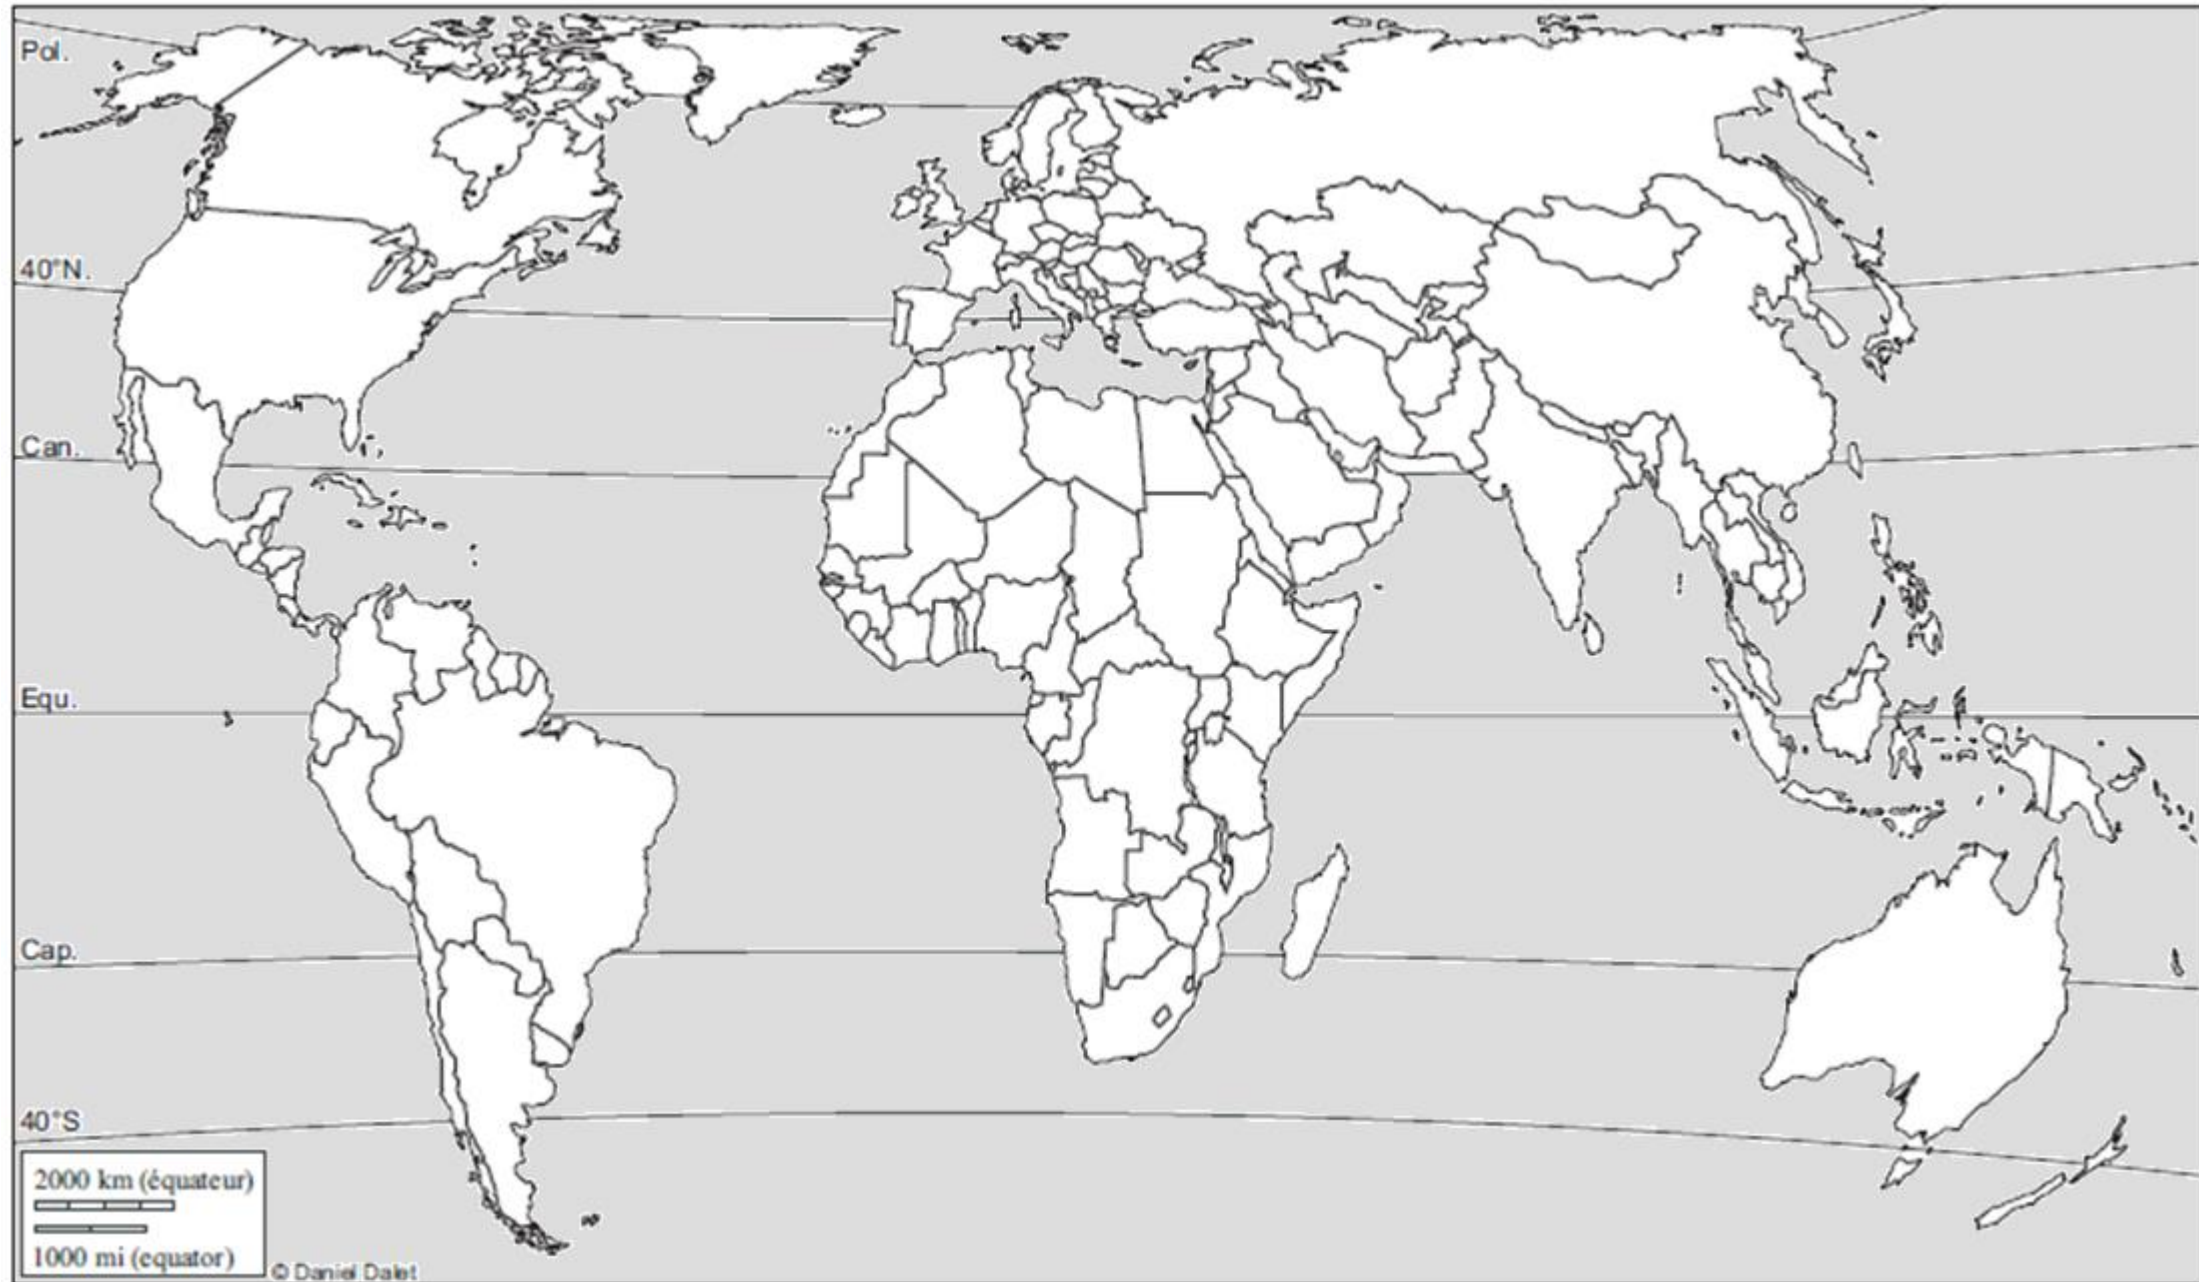 Pol.
40°N.
Can.
Equ.
Cap.
40°S
2000 km (équateur)
1000 mi (equator)
© Daniel Dalet